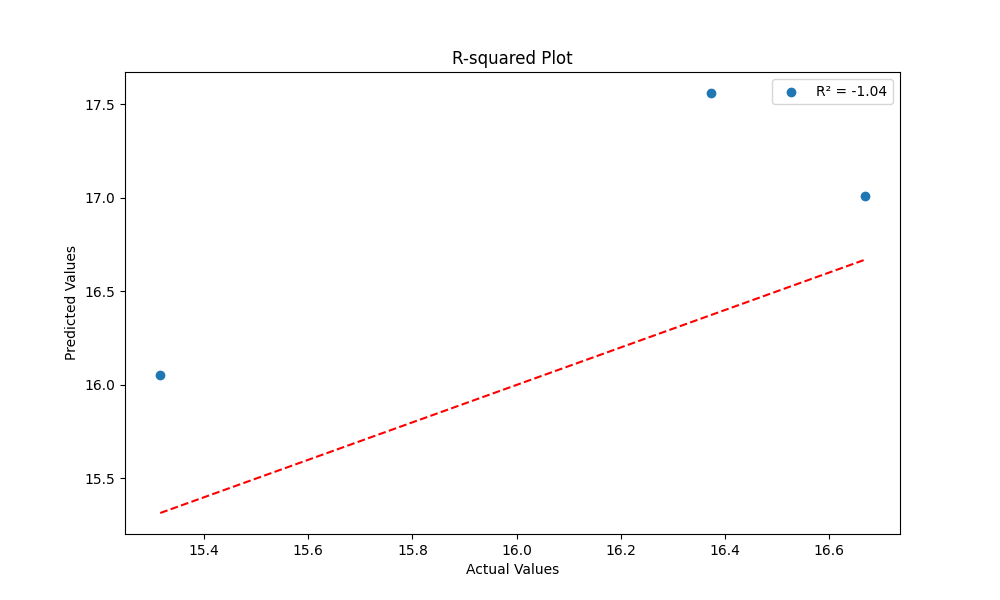 R-squared Plot
R² = -1.04
17.5
17.0
16.5
16.0
15.5
Predicted Values
15.4 15.6 15.8 16.0 16.2 16.4 16.6
Actual Values